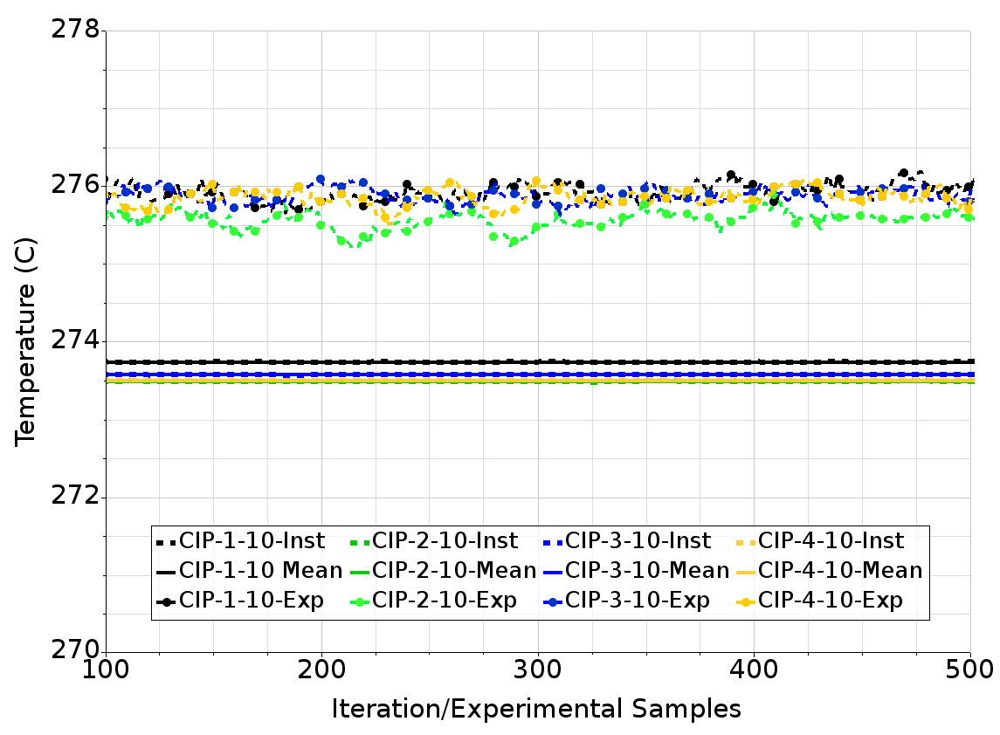 278
276
274
272
270
Temperature (C)
CIP-1-10-Inst CIP-2-10-Inst CIP-3-10-Inst CIP-4-10-Inst
CIP-1-10 Mean CIP-2-10-Mean CIP-3-10-Mean CIP-4-10-Mean
CIP-1-10-Exp CIP-2-10-Exp CIP-3-10-Exp CIP-4-10-Exp
100 200 300 400 500
Iteration/Experimental Samples